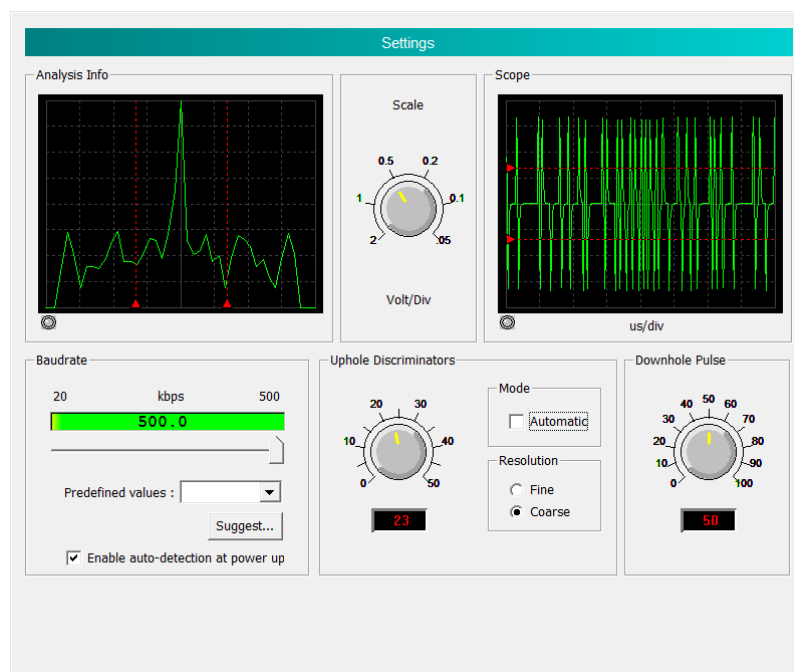 Settings
Analysis Info
Scale
0.5 0.2
1 0.1
2 .05
Volt/Div
Scope
us/div
Baudrate
20 kbps 500
500.0
Predefined values :
Suggest...
Enable auto-detection at power up
Uphole Discriminators
20 30
10 40
0 50
23
Mode
Automatic
Resolution
Fine
Coarse
Downhole Pulse
40 50 60
30 70
20 80
10 90
0 100
50